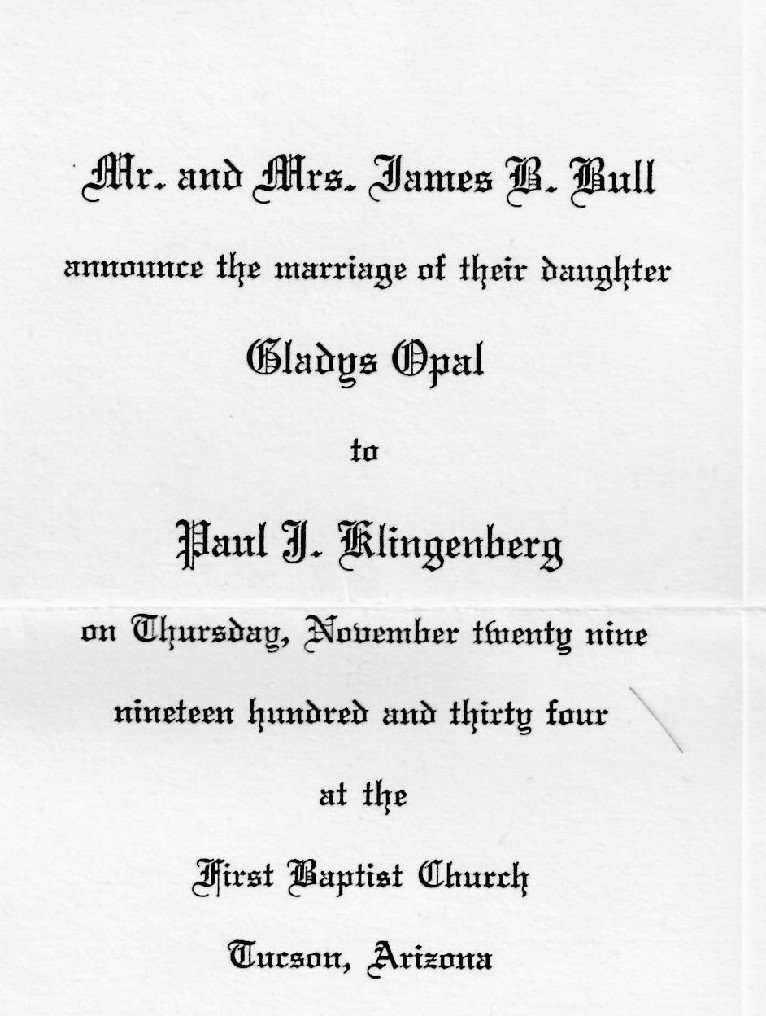 Mr. and Mrs. James B. Bull
announce the marriage of their daughter
Gladys Opal
to
Paul J. Klingenberg
on Thursday, November twenty nine
nineteen hundred and thirty four
at the
First Baptist Church
Tucson, Arizona